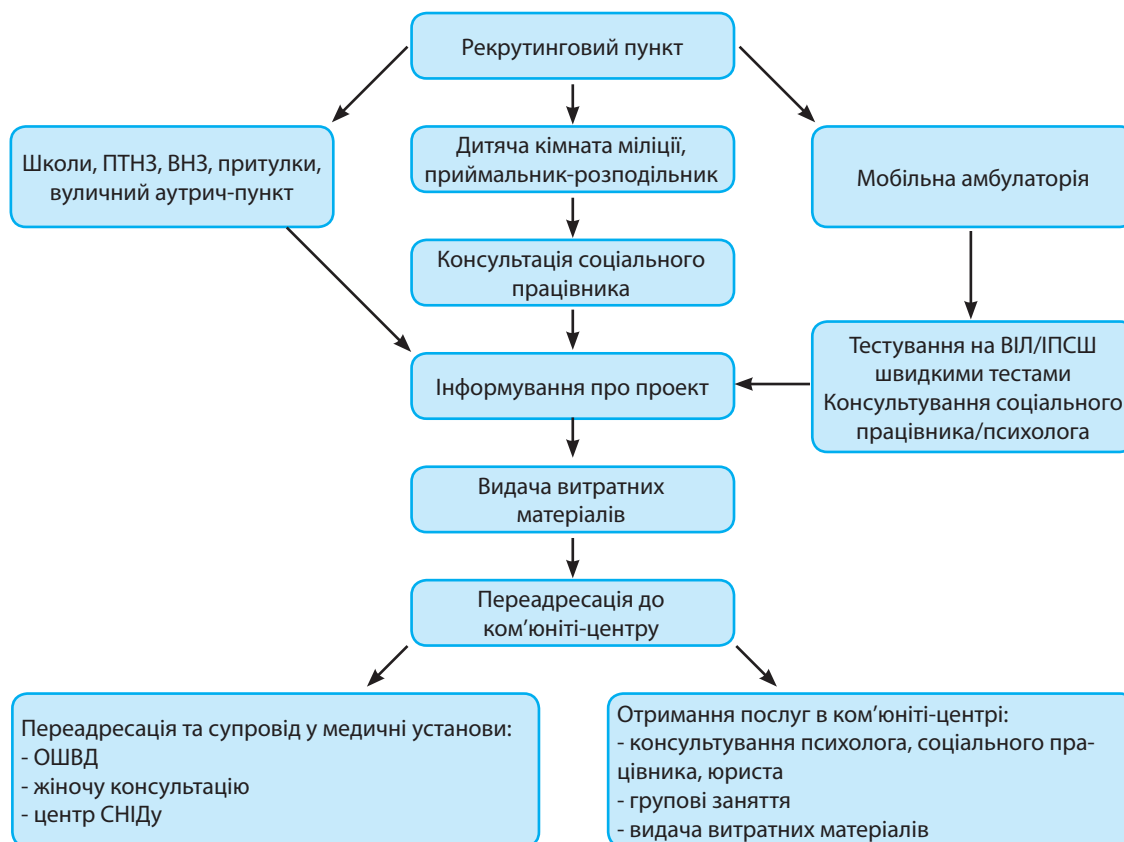 Рекрутинговий пункт
Школи, ПТНЗ, ВНЗ, притулки,
вуличний аутрич-пункт
Дитяча кімната міліції,
приймальник-розподільник
Мобільна амбулаторія
Консультація соціального
працівника
Тестування на ВІЛ/ІПСШ
швидкими тестами
Консультування соціального
працівника/психолога
Інформування про проект
Видача витратних
матеріалів
Переадресація до
ком’юніті-центру
Переадресація та супровід у медичні установи:
- ОШВД
- жіночу консультацію
- центр СНІДу
Отримання послуг в ком’юніті-центрі:
- консультування психолога, соціального пра-
цівника, юриста
- групові заняття
- видача витратних матеріалів